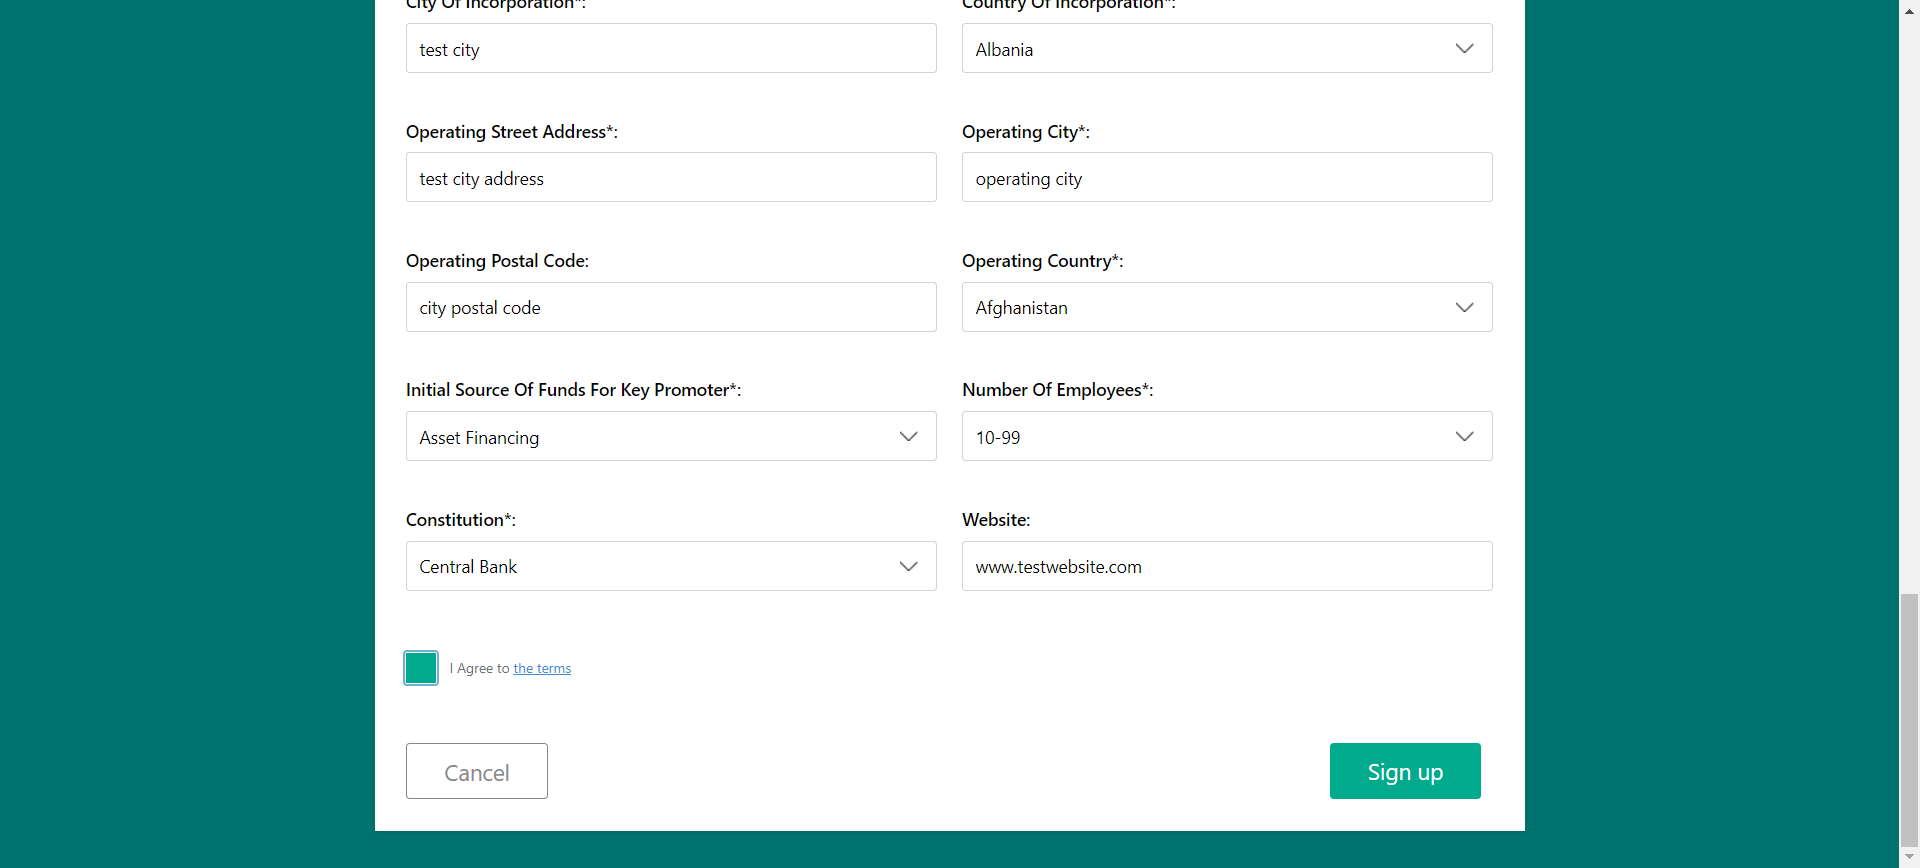 City Of Incorporation*:
Country Of Incorporation*:
test city
Albania
Operating Street Address*:
Operating City*:
test city address
operating city
Operating Postal Code:
Operating Country*:
city postal code
Afghanistan
Initial Source Of Funds For Key Promoter*:
Number Of Employees*:
Asset Financing
10-99
Constitution*:
Website:
Central Bank
www.testwebsite.com
I Agree to the terms
Cancel
Sign up